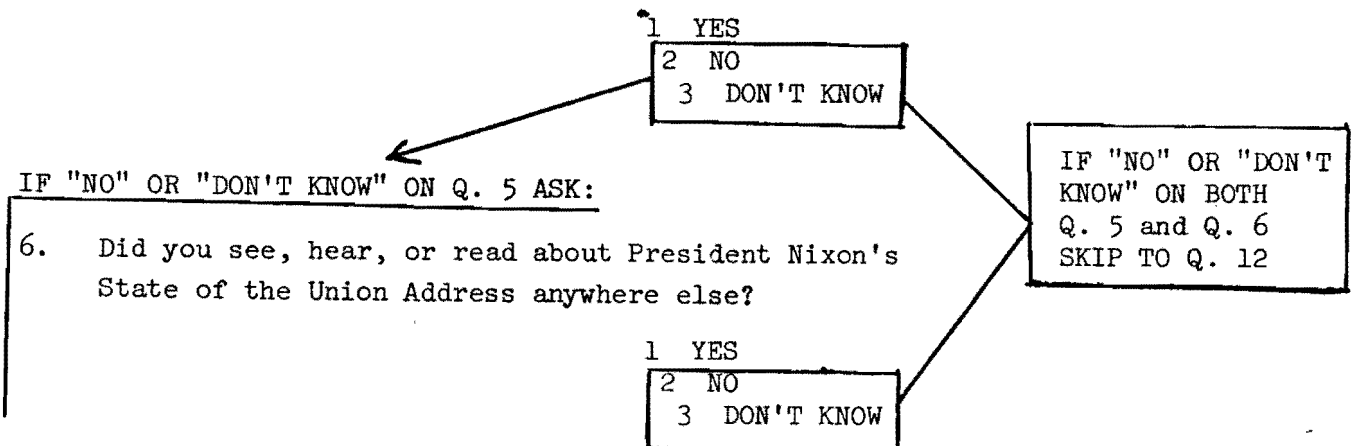 1 YES
2 NO
3 DON'T KNOW
IF "NO" OR "DON'T KNOW" ON Q. 5 ASK:
6. Did you see, hear, or read about President Nixon's
State of the Union Address anywhere else?
1 YES
2 NO
3 DON'T KNOW
IF "NO" OR "DON'T
KNOW" ON BOTH
Q. 5 and Q. 6
SKIP TO Q. 12